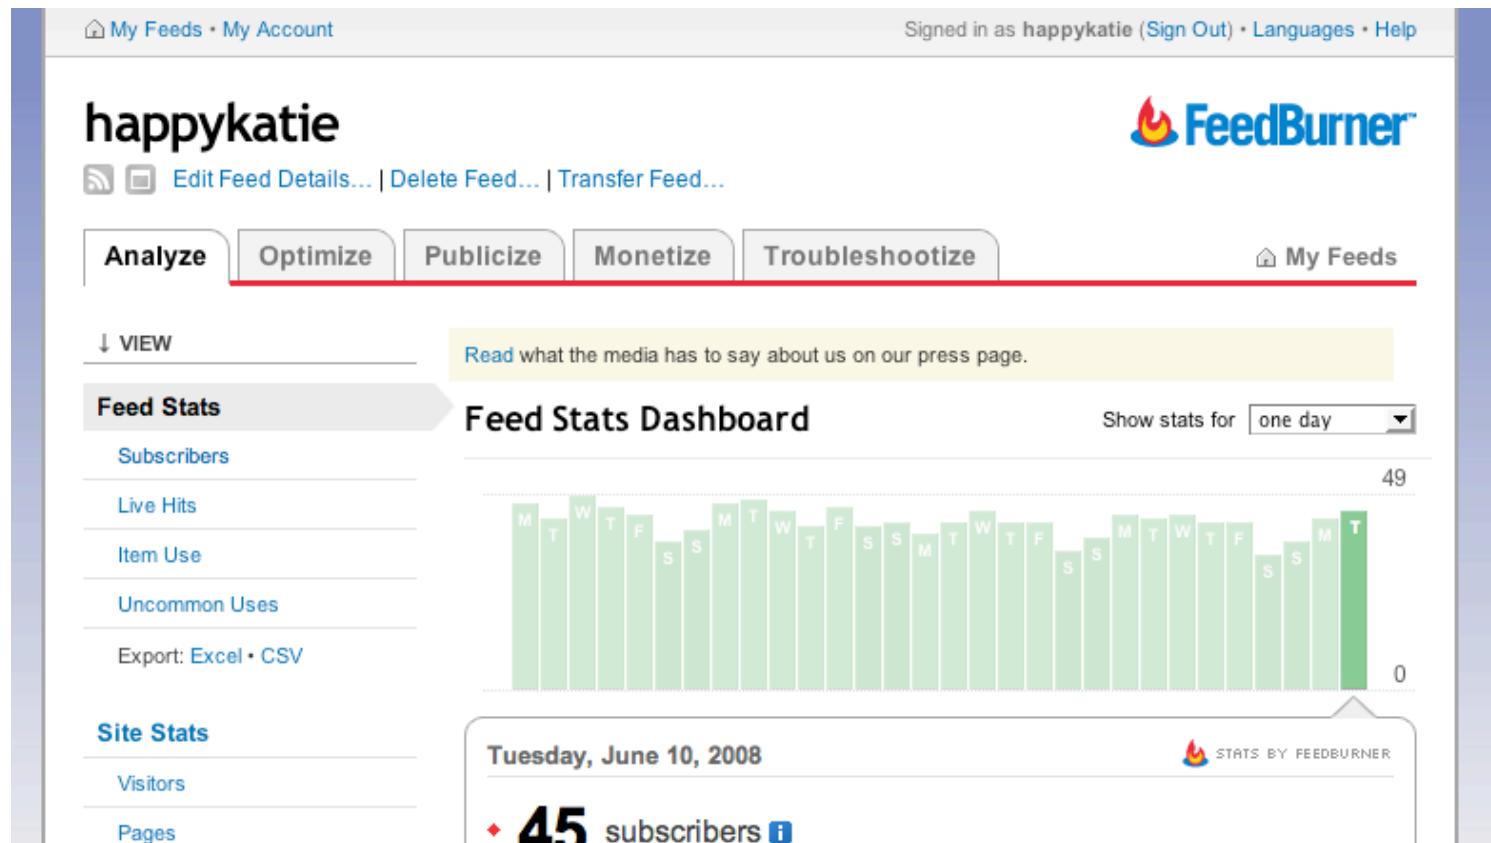 My Feeds • My Account
Signed in as happykatie (Sign Out) • Languages • Help
happykatie
FeedBurner™
Edit Feed Details... | Delete Feed... | Transfer Feed...
Analyze Optimize Publicize Monetize Troubleshootize My Feeds
↓ VIEW
Feed Stats
Subscribers
Live Hits
Item Use
Uncommon Uses
Export: Excel • CSV
Site Stats
Visitors
Pages
Read what the media has to say about us on our press page.
Feed Stats Dashboard
Show stats for one day
49
M T W T F S S M T W T F S S M T W T F S S M T W T F S S M T
0
Tuesday, June 10, 2008
STATS BY FEEDBURNER
45 subscribers i